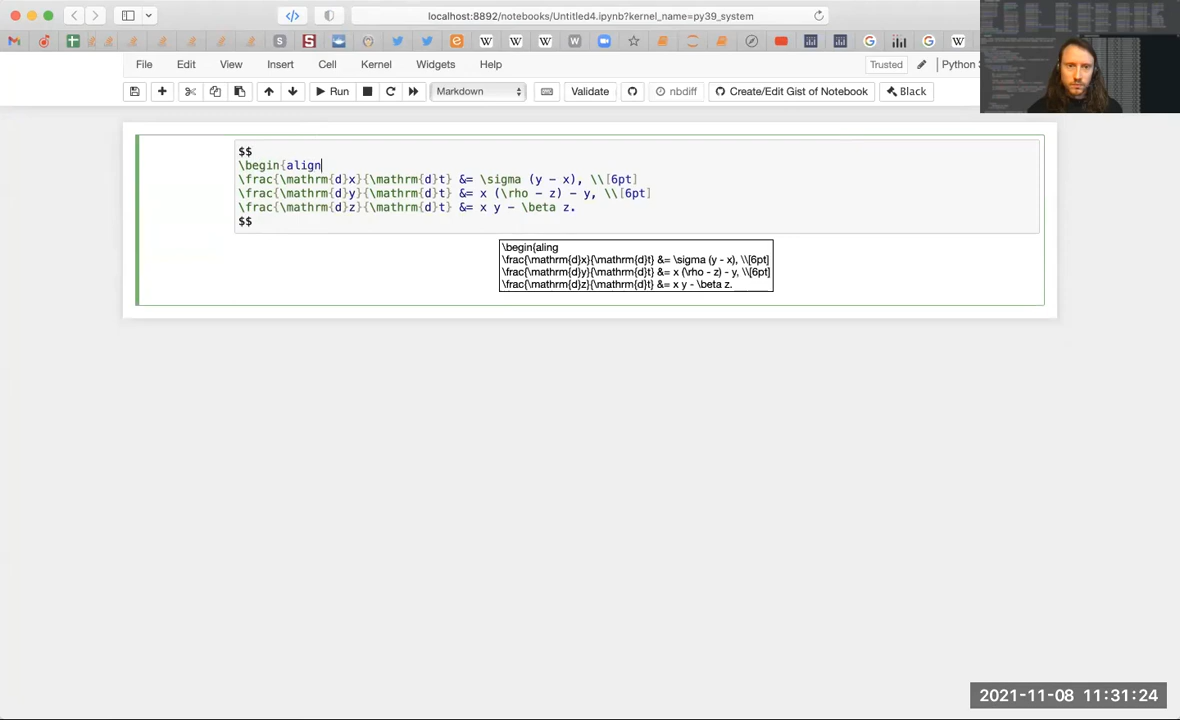 localhost:8892/notebooks/Untitled4.ipynb?kernel_name=py39_system
File Edit View Insert Cell Kernel Widgets Help
Trusted
Python 3
Run
Markdown
Validate
nbdiff
Create/Edit Gist of Notebook
Black
$$
\begin{align
\frac{\mathrm{d}x}{\mathrm{d}t} &= \sigma (y - x), \\[6pt]
\frac{\mathrm{d}y}{\mathrm{d}t} &= x (\rho - z) - y, \\[6pt]
\frac{\mathrm{d}z}{\mathrm{d}t} &= x y - \beta z.
$$
\begin{aling
\frac{\mathrm{d}x}{\mathrm{d}t} &= \sigma (y - x), \\[6pt]
\frac{\mathrm{d}y}{\mathrm{d}t} &= x (\rho - z) - y, \\[6pt]
\frac{\mathrm{d}z}{\mathrm{d}t} &= x y - \beta z.
2021-11-08 11:31:24